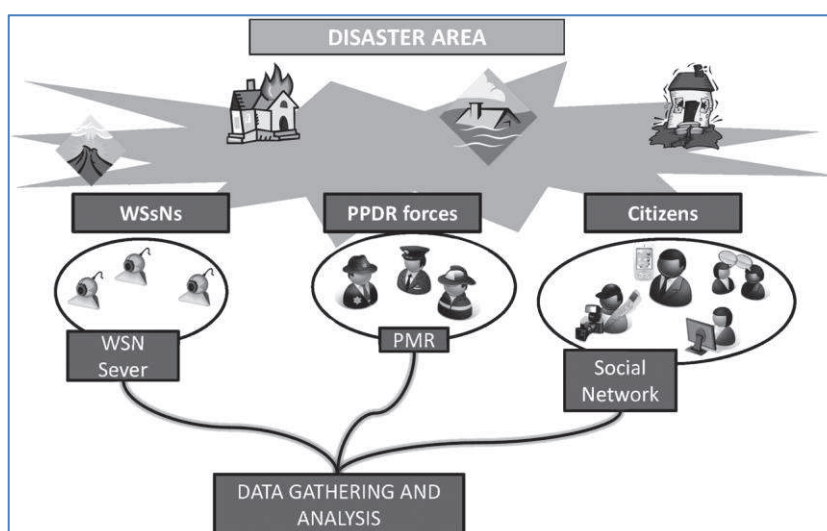 DISASTER AREA
WSsNs
PPDR forces
Citizens
WSN
Sever
PMR
Social
Network
DATA GATHERING AND
ANALYSIS